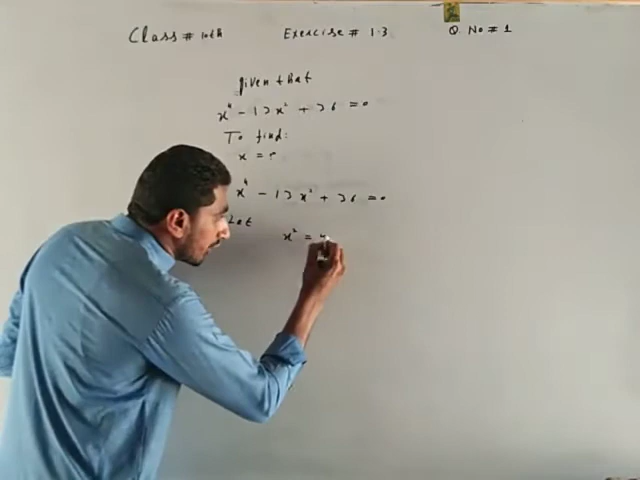 Class # 10th Exercise # 1.3 Q. No # 1
given that
x⁴ - 13x² + 36 = 0
To find:
x = ?
x⁴ - 13x² + 36 = 0
Let
x² = y